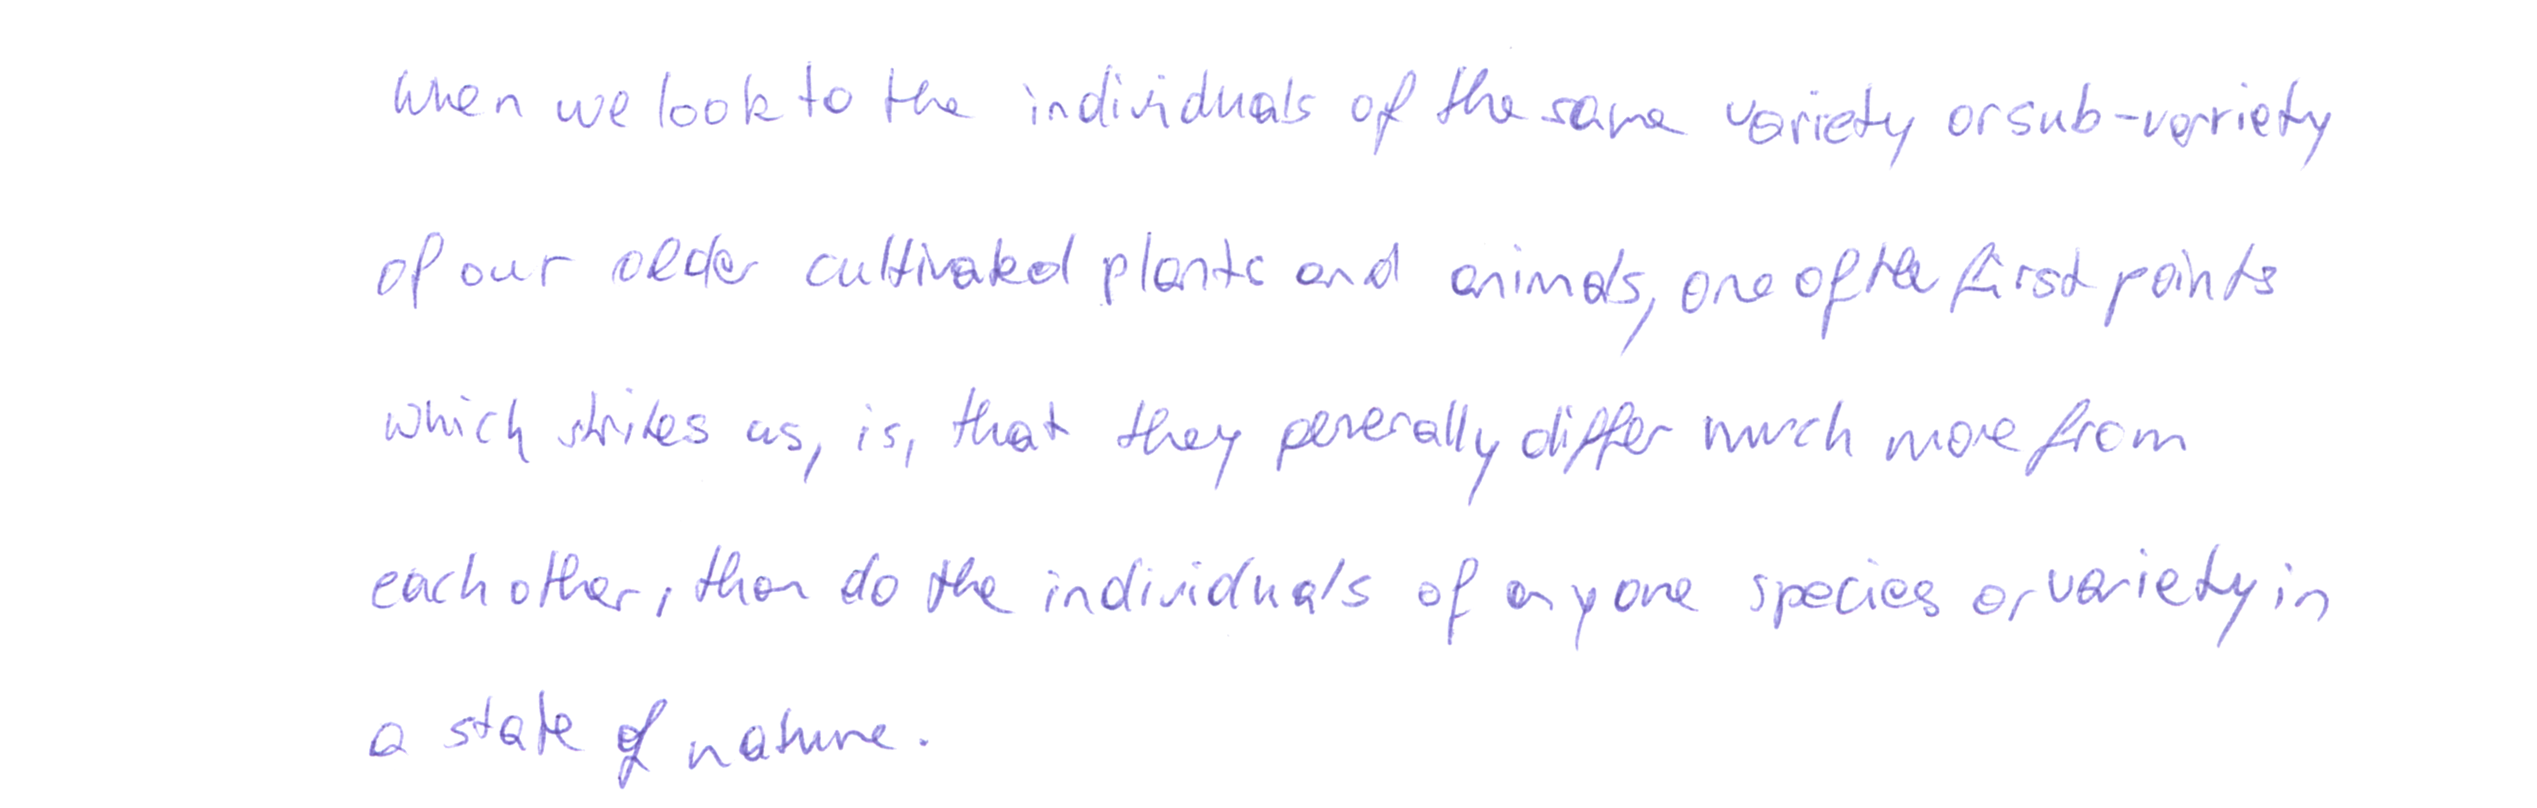 When we look to the individuals of the same variety or sub-variety
of our older cultivated plants and animals, one of the first points
which strikes us, is, that they generally differ much more from
each other, than do the individuals of any one species or variety in
a state of nature.